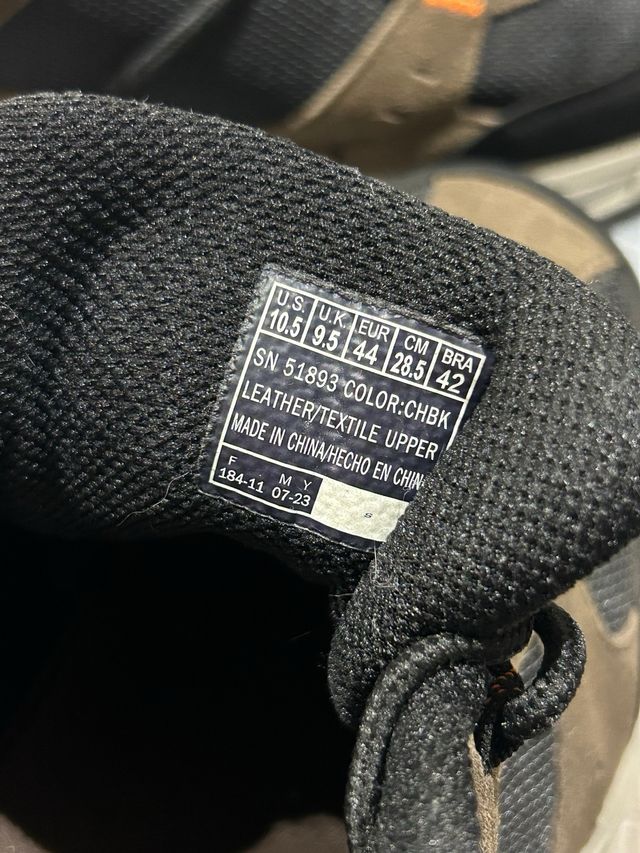 U.S. U.K. EUR CM BRA
10.5 9.5 44 28.5 42
SN 51893 COLOR:CHBK
LEATHER/TEXTILE UPPER
MADE IN CHINA/HECHO EN CHIN
F M Y
184-11 07-23
S